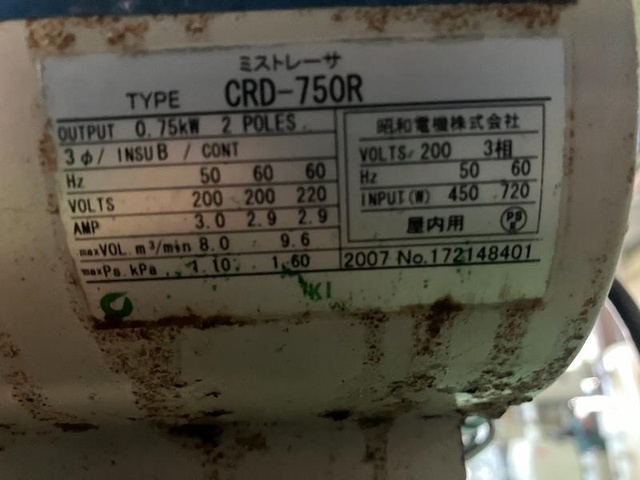 ミストレーサ
TYPE CRD-750R
OUTPUT 0.75kW 2 POLES
3φ/ INSU B / CONT
Hz 50 60 60
VOLTS 200 200 220
AMP 3.0 2.9 2.9
maxVOL. m³/min 8.0 9.6
maxPs. kPa 1.10 1.60
昭和電機株式会社
VOLTS/ 200 3相
Hz 50 60
INPUT(W) 450 720
屋内用 PSE
2007 No.172148401
KI